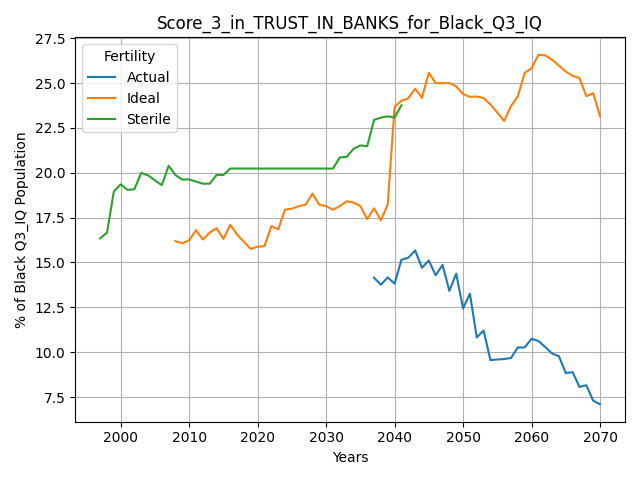 Score_3_in_TRUST_IN_BANKS_for_Black_Q3_IQ
Fertility
Actual
Ideal
Sterile
% of Black Q3_IQ Population
27.5
25.0
22.5
20.0
17.5
15.0
12.5
10.0
7.5
2000 2010 2020 2030 2040 2050 2060 2070
Years